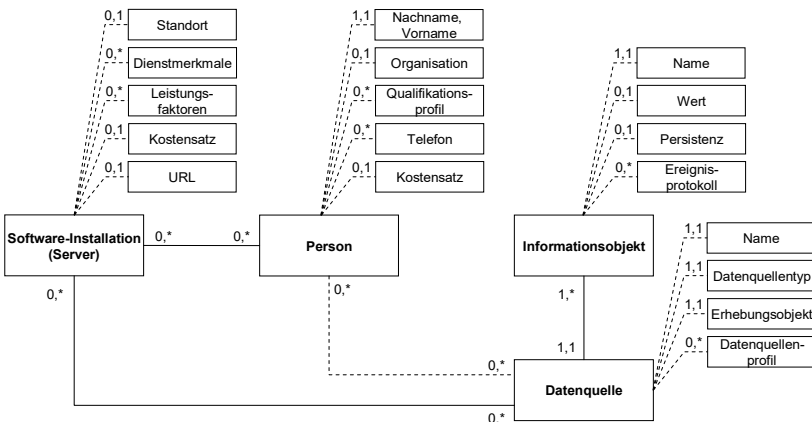 0,1
Standort
0,*
Dienstmerkmale
0,*
Leistungs-
faktoren
0,1
Kostensatz
0,1
URL
1,1
Nachname,
Vorname
0,1
Organisation
0,*
Qualifikations-
profil
0,*
Telefon
0,1
Kostensatz
1,1
Name
0,1
Wert
0,1
Persistenz
0,*
Ereignis-
protokoll
Software-Installation
(Server)
0,*
0,*
Person
Informationsobjekt
1,1
Name
1,1
Datenquellentyp
1,1
Erhebungsobjekt
0,*
Datenquellen-
profil
0,*
0,*
1,*
1,1
0,*
Datenquelle
0,*